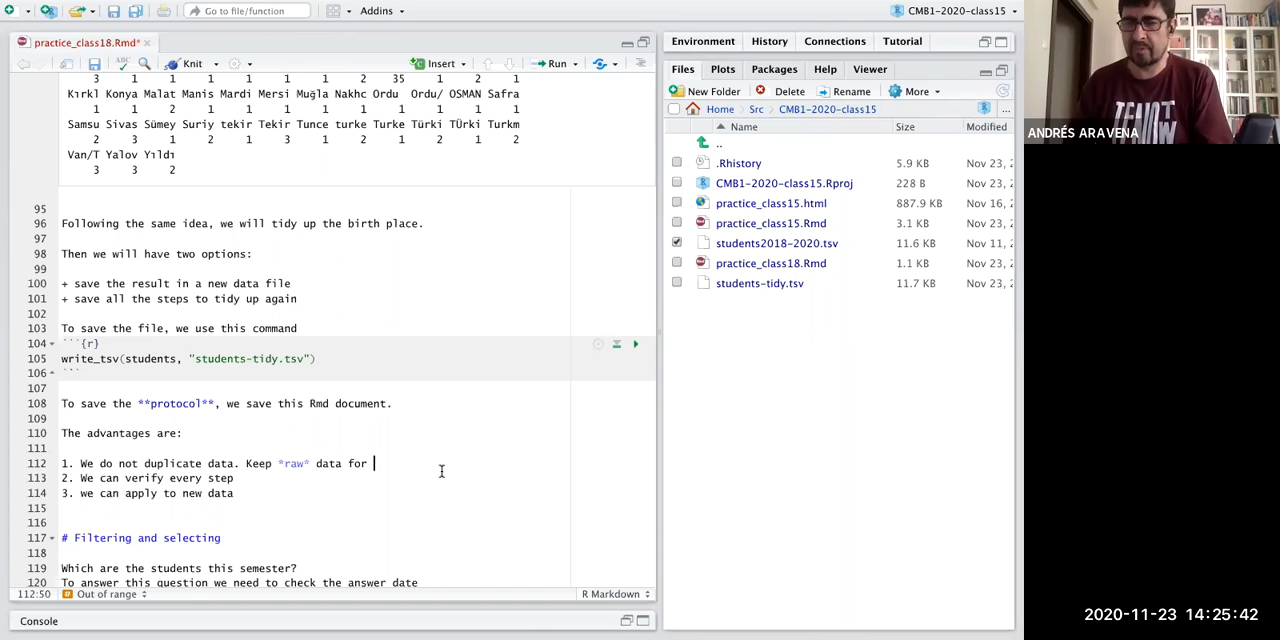 Go to file/function
Addins
CMB1-2020-class15
practice_class18.Rmd*
Knit
Insert
Run
3 1 1 1 1 1 1 2 35 1 2 1
Kırkl Konya Malat Manis Mardi Mersi Muğla Nakhc Ordu Ordu/ OSMAN Safra
1 1 2 1 1 1 1 1 1 1 1 1
Samsu Sivas Sümey Suriy tekir Tekir Tunce turke Turke Türki TÜrki Turkm
2 3 1 2 1 3 1 2 1 2 1 2
Van/T Yalov Yıldı
3 3 2
95
96 Following the same idea, we will tidy up the birth place.
97
98 Then we will have two options:
99
100 + save the result in a new data file
101 + save all the steps to tidy up again
102
103 To save the file, we use this command
104 ```{r}
105 write_tsv(students, "students-tidy.tsv")
106 ```
107
108 To save the **protocol**, we save this Rmd document.
109
110 The advantages are:
111
112 1. We do not duplicate data. Keep *raw* data for
113 2. We can verify every step
114 3. we can apply to new data
115
116
117 # Filtering and selecting
118
119 Which are the students this semester?
120 To answer this question we need to check the answer date
112:50 Out of range R Markdown
Console
Environment History Connections Tutorial
Files Plots Packages Help Viewer
New Folder Delete Rename More
Home Src CMB1-2020-class15 ...
Name Size Modified
..
.Rhistory 5.9 KB Nov 23,
CMB1-2020-class15.Rproj 228 B Nov 23,
practice_class15.html 887.9 KB Nov 16,
practice_class15.Rmd 3.1 KB Nov 23,
students2018-2020.tsv 11.6 KB Nov 11,
practice_class18.Rmd 1.1 KB Nov 23,
students-tidy.tsv 11.7 KB Nov 23,
ANDRÉS ARAVENA
2020-11-23 14:25:42